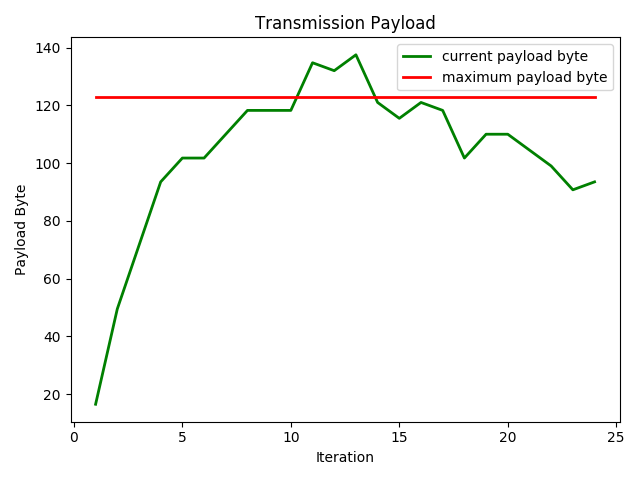 Transmission Payload
current payload byte
maximum payload byte
140
120
100
80
60
40
20
Payload Byte
0 5 10 15 20 25
Iteration